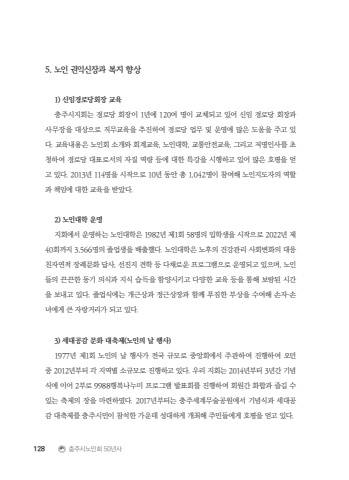 5. 노인 권익신장과 복지 향상
1) 신임경로당회장 교육
충주시지회는 경로당 회장이 1년에 120여 명이 교체되고 있어 신임 경로당 회장과
사무장을 대상으로 직무교육을 추진하여 경로당 업무 및 운영에 많은 도움을 주고 있
다. 교육내용은 노인회 소개와 회계교육, 노인대학, 교통안전교육, 그리고 저명인사를 초
청하여 경로당 대표로서의 자질 역량 등에 대한 특강을 시행하고 있어 많은 호평을 얻
고 있다. 2013년 114명을 시작으로 10년 동안 총 1,042명이 참여해 노인지도자의 역할
과 책임에 대한 교육을 받았다.
2) 노인대학 운영
지회에서 운영하는 노인대학은 1982년 제1회 58명의 입학생을 시작으로 2022년 제
40회까지 3,566명의 졸업생을 배출했다. 노인대학은 노후의 건강관리 사회변화의 대응
친자연적 장례문화 답사, 선진지 견학 등 다채로운 프로그램으로 운영되고 있으며, 노인
들의 끈끈한 동기 의식과 지식 습득을 함양시키고 다양한 교육 등을 통해 보람된 시간
을 보내고 있다. 졸업식에는 개근상과 정근상장과 함께 푸짐한 부상을 수여해 손자·손
녀에게 큰 자랑거리가 되고 있다.
3) 세대공감 문화 대축제(노인의 날 행사)
1977년 제1회 노인의 날 행사가 전국 규모로 중앙회에서 주관하여 진행하여 오던
중 2012년부터 각 지역별 소규모로 진행하고 있다. 우리 지회는 2014년부터 3년간 기념
식에 이어 2부로 9988행복나누미 프로그램 발표회를 진행하여 회원간 화합과 즐길 수
있는 축제의 장을 마련하였다. 2017년부터는 충주세계무술공원에서 기념식과 세대공
감 대축제를 충주시민이 참석한 가운데 성대하게 개최해 주민들에게 호평을 얻고 있다.
128 충주시노인회 50년사